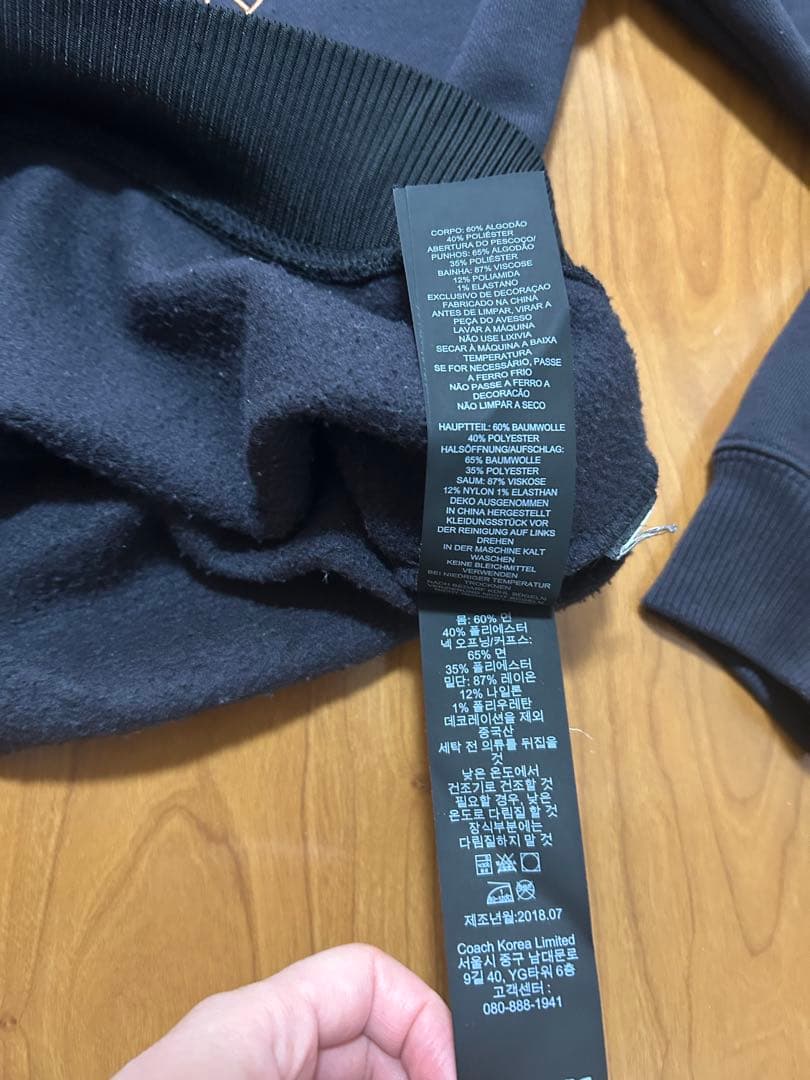 CORPO: 60% ALGODÃO
40% POLIÉSTER
ABERTURA DO PESCOÇO/
PUNHOS: 65% ALGODÃO
35% POLIÉSTER
BAINHA: 87% VISCOSE
12% POLIAMIDA
1% ELASTANO
EXCLUSIVO DE DECORAÇAO
FABRICADO NA CHINA
ANTES DE LIMPAR, VIRAR A
PEÇA DO AVESSO
LAVAR A MÁQUINA
NÃO USE LIXIVIA
SECAR À MÁQUINA A BAIXA
TEMPERATURA
SE FOR NECESSÁRIO, PASSE
A FERRO FRIO
NÃO PASSE A FERRO A
DECORAÇÃO
NÃO LIMPAR A SECO
HAUPTTEIL: 60% BAUMWOLLE
40% POLYESTER
HALSÖFFNUNG/AUFSCHLAG:
65% BAUMWOLLE
35% POLYESTER
SAUM: 87% VISKOSE
12% NYLON 1% ELASTHAN
DEKO AUSGENOMMEN
IN CHINA HERGESTELLT
KLEIDUNGSSTÜCK VOR
DER REINIGUNG AUF LINKS
DREHEN
IN DER MASCHINE KALT
WASCHEN
KEINE BLEICHMITTEL
VERWENDEN
BEI NIEDRIGER TEMPERATUR
TROCKNEN
NACH BEDARF KÜHL BÜGELN
몸: 60% 면
40% 폴리에스터
넥 오프닝/커프스:
65% 면
35% 폴리에스터
밑단: 87% 레이온
12% 나일론
1% 폴리우레탄
데코레이션을 제외
중국산
세탁 전 의류를 뒤집을
것
낮은 온도에서
건조기로 건조할 것
필요할 경우, 낮은
온도로 다림질 할 것
장식부분에는
다림질하지 말 것
제조년월:2018.07
Coach Korea Limited
서울시 중구 남대문로
9길 40, YG타워 6층
고객센터 :
080-888-1941